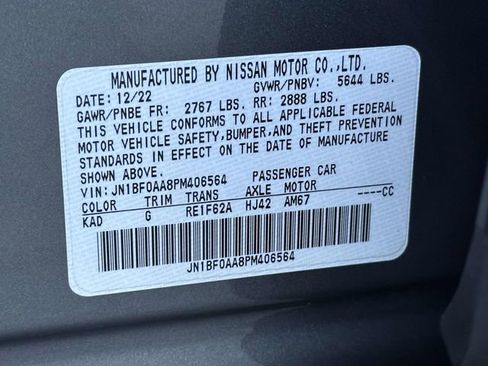 MANUFACTURED BY NISSAN MOTOR CO.,LTD.
DATE: 12/22 GVWR/PNBV: 5644 LBS.
GAWR/PNBE FR: 2767 LBS. RR: 2888 LBS.
THIS VEHICLE CONFORMS TO ALL APPLICABLE FEDERAL
MOTOR VEHICLE SAFETY,BUMPER,AND THEFT PREVENTION
STANDARDS IN EFFECT ON THE DATE OF MANUFACTURE
SHOWN ABOVE.
VIN: JN1BF0AA8PM406564 PASSENGER CAR
COLOR TRIM TRANS AXLE MOTOR
KAD G RE1F62A HJ42 AM67 ----CC
JN1BF0AA8PM406564